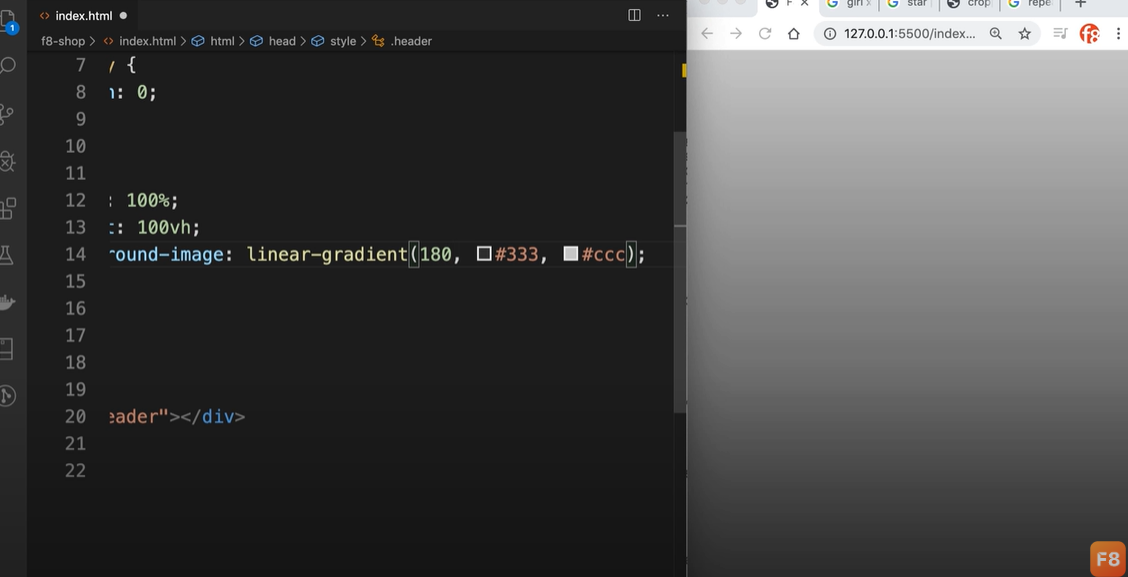 index.html
f8-shop > index.html > html > head > style > .header
7 y {
8 n: 0;
9
10
11
12 : 100%;
13 t: 100vh;
14 round-image: linear-gradient(180, #333, #ccc);
15
16
17
18
19
20 eader"></div>
21
22
1
F
girl x
star
crop
repe
127.0.0.1:5500/index...
f8
F8